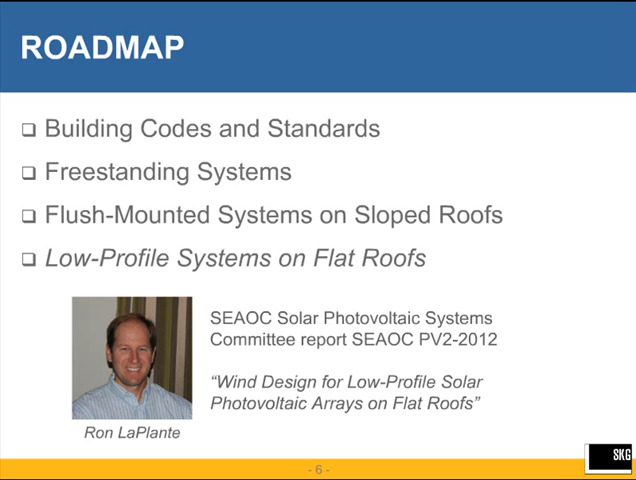 ROADMAP
❑ Building Codes and Standards
❑ Freestanding Systems
❑ Flush-Mounted Systems on Sloped Roofs
❑ Low-Profile Systems on Flat Roofs
SEAOC Solar Photovoltaic Systems
Committee report SEAOC PV2-2012
“Wind Design for Low-Profile Solar
Photovoltaic Arrays on Flat Roofs”
Ron LaPlante
SKG
- 6 -